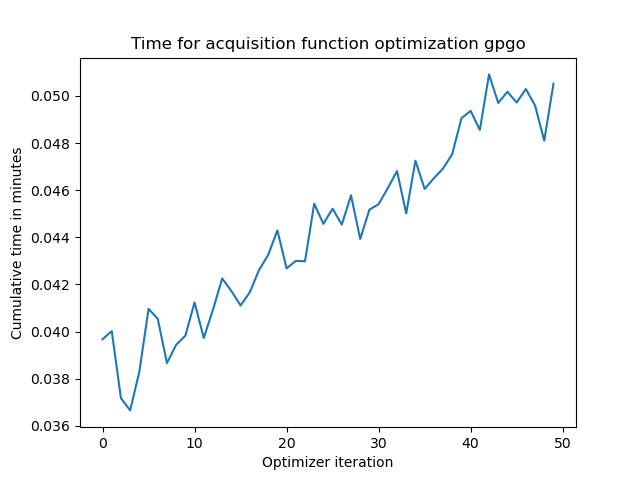 Time for acquisition function optimization gpgo
0.050
0.048
0.046
0.044
0.042
0.040
0.038
0.036
Cumulative time in minutes
0 10 20 30 40 50
Optimizer iteration